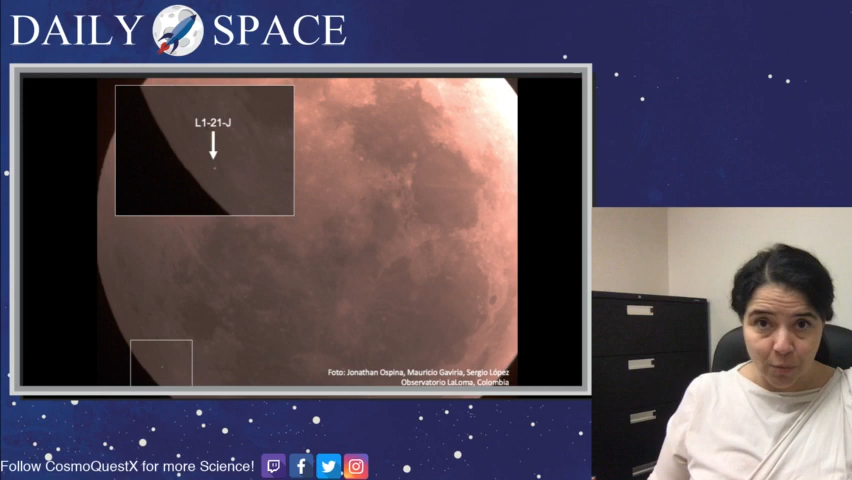 DAILY SPACE
L1-21-J
Foto: Jonathan Ospina, Mauricio Gaviria, Sergio López
Observatorio LaLoma, Colombia
Follow CosmoQuestX for more Science!